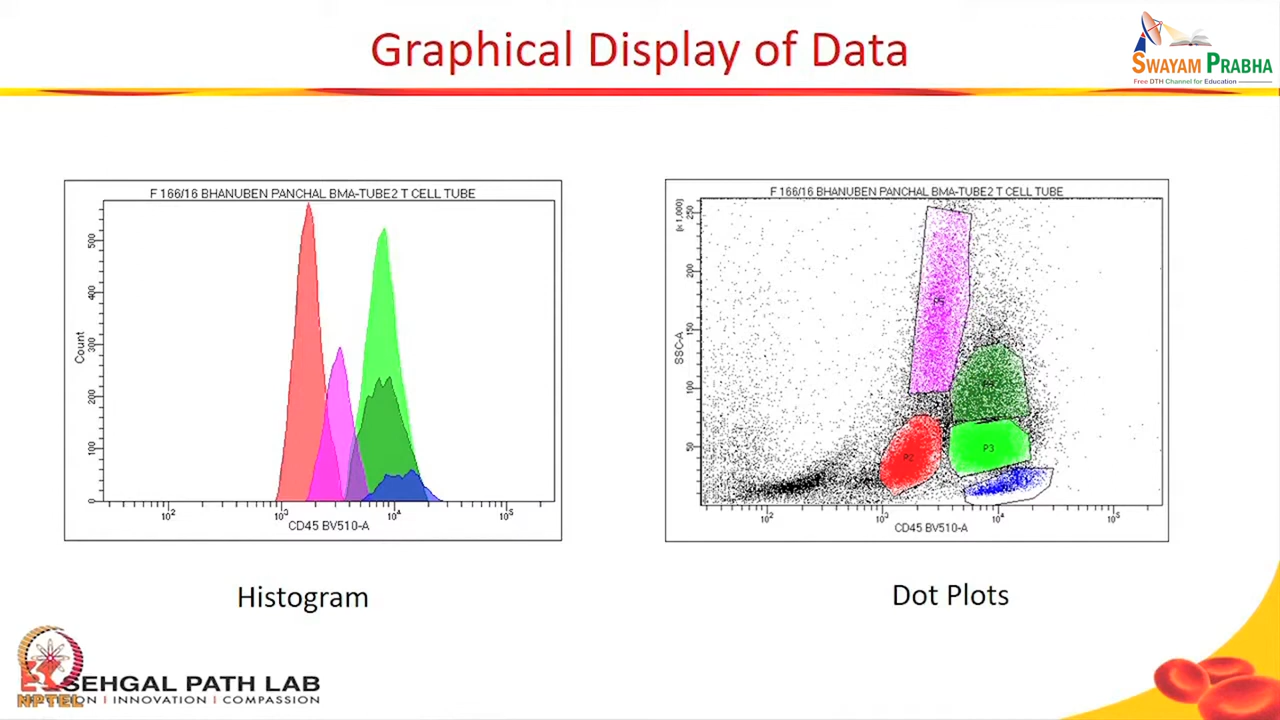 Graphical Display of Data
SWAYAM PRABHA
Free DTH Channel for Education
F 166/16 BHANUBEN PANCHAL BMA-TUBE2 T CELL TUBE
Count
500
400
300
200
100
0
10^2
10^3
10^4
10^5
CD45 BV510-A
Histogram
F 166/16 BHANUBEN PANCHAL BMA-TUBE2 T CELL TUBE
(x 1,000)
SSC-A
250
200
150
100
50
P5
P2
P3
10^2
10^3
10^4
10^5
CD45 BV510-A
Dot Plots
SEHGAL PATH LAB
INNOVATION I COMPASSION
NPTEL